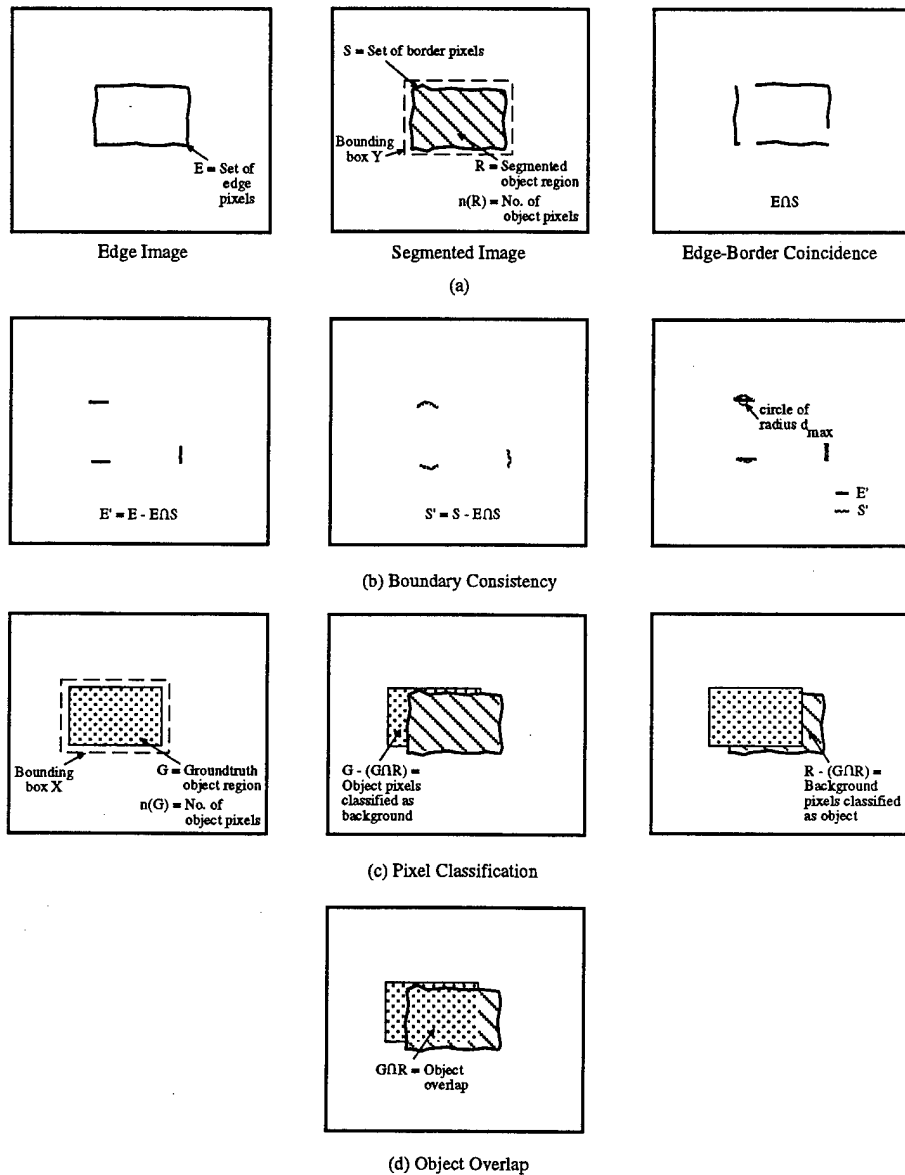 E = Set of
edge
pixels
Edge Image
S = Set of border pixels
Bounding
box Y
R = Segmented
object region
n(R) = No. of
object pixels
Segmented Image
E∩S
Edge-Border Coincidence
(a)
E' = E - E∩S
S' = S - E∩S
circle of
radius d max
E'
S'
(b) Boundary Consistency
Bounding
box X
G = Groundtruth
object region
n(G) = No. of
object pixels
G - (G∩R) =
Object pixels
classified as
background
R - (G∩R) =
Background
pixels classified
as object
(c) Pixel Classification
G∩R = Object
overlap
(d) Object Overlap